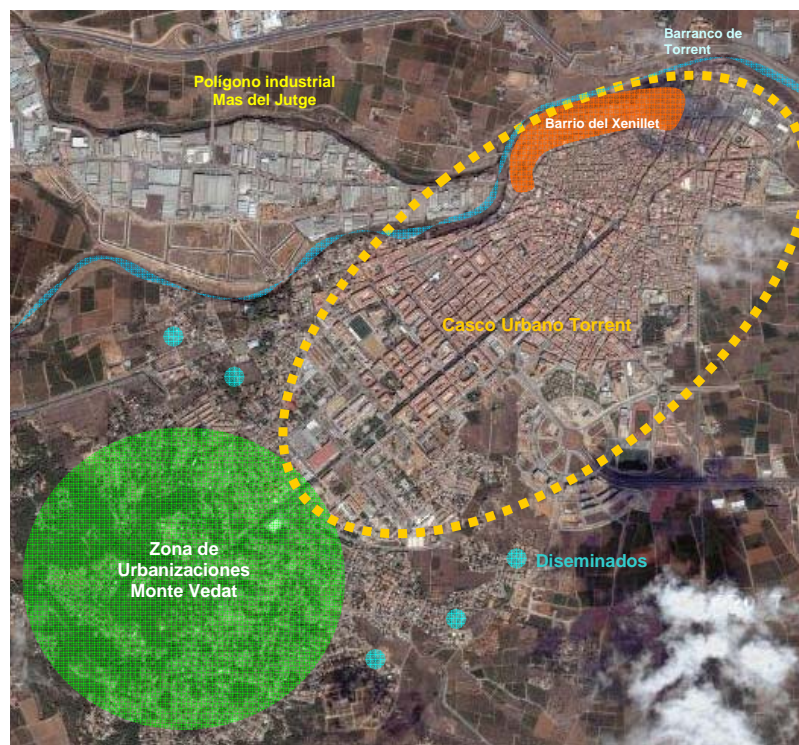 Barranco de
Torrent
Polígono industrial
Mas del Jutge
Barrio del Xenillet
Casco Urbano Torrent
Zona de
Urbanizaciones
Monte Vedat
Diseminados